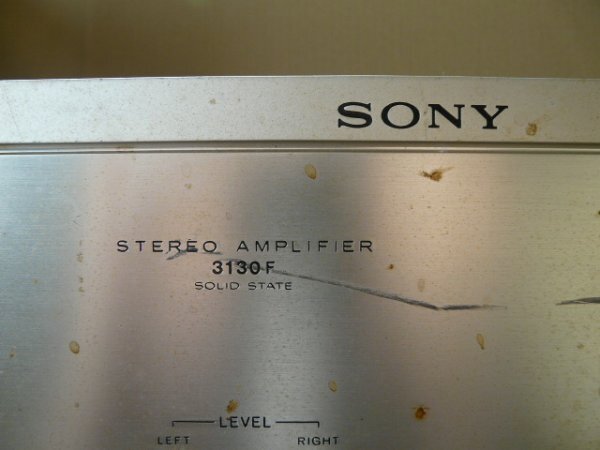 SONY
STEREO AMPLIFIER
3130F
SOLID STATE
LEVEL
LEFT RIGHT